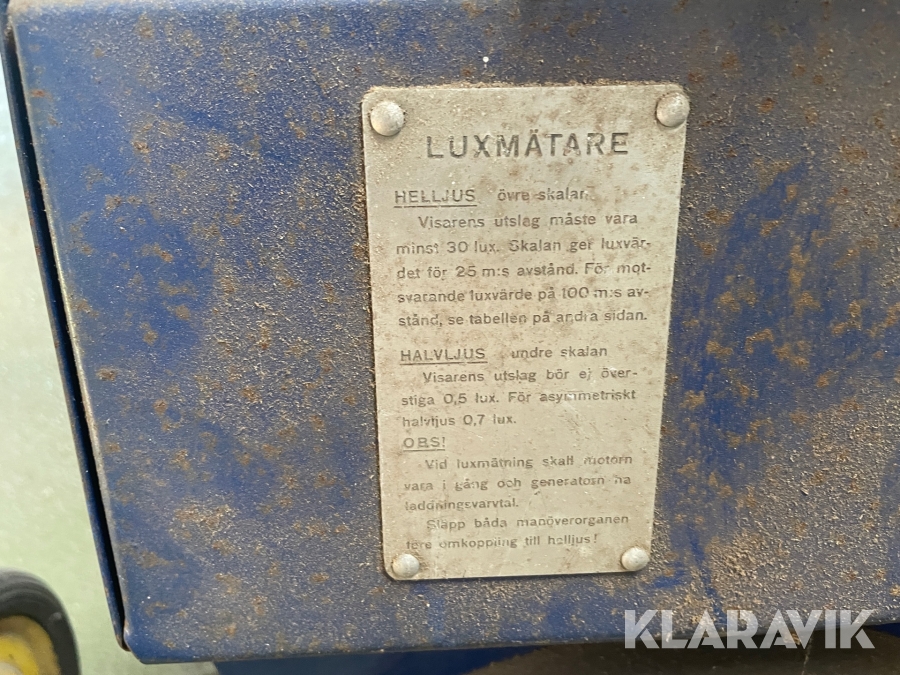 LUXMÄTARE
HELLJUS övre skalan
Visarens utslag måste vara
minst 30 lux. Skalan ger luxvär-
det för 25 m:s avstånd. För mot-
svarande luxvärde på 100 m:s av-
stånd, se tabellen på andra sidan.
HALVLJUS undre skalan
Visarens utslag bör ej över-
stiga 0,5 lux. För asymmetriskt
halvljus 0,7 lux.
OBS!
Vid luxmätning skall motorn
vara i gång och generatorn ha
laddningsvarvtal.
Släpp båda manöverorganen
före omkoppling till helljus!
KLARAVIK